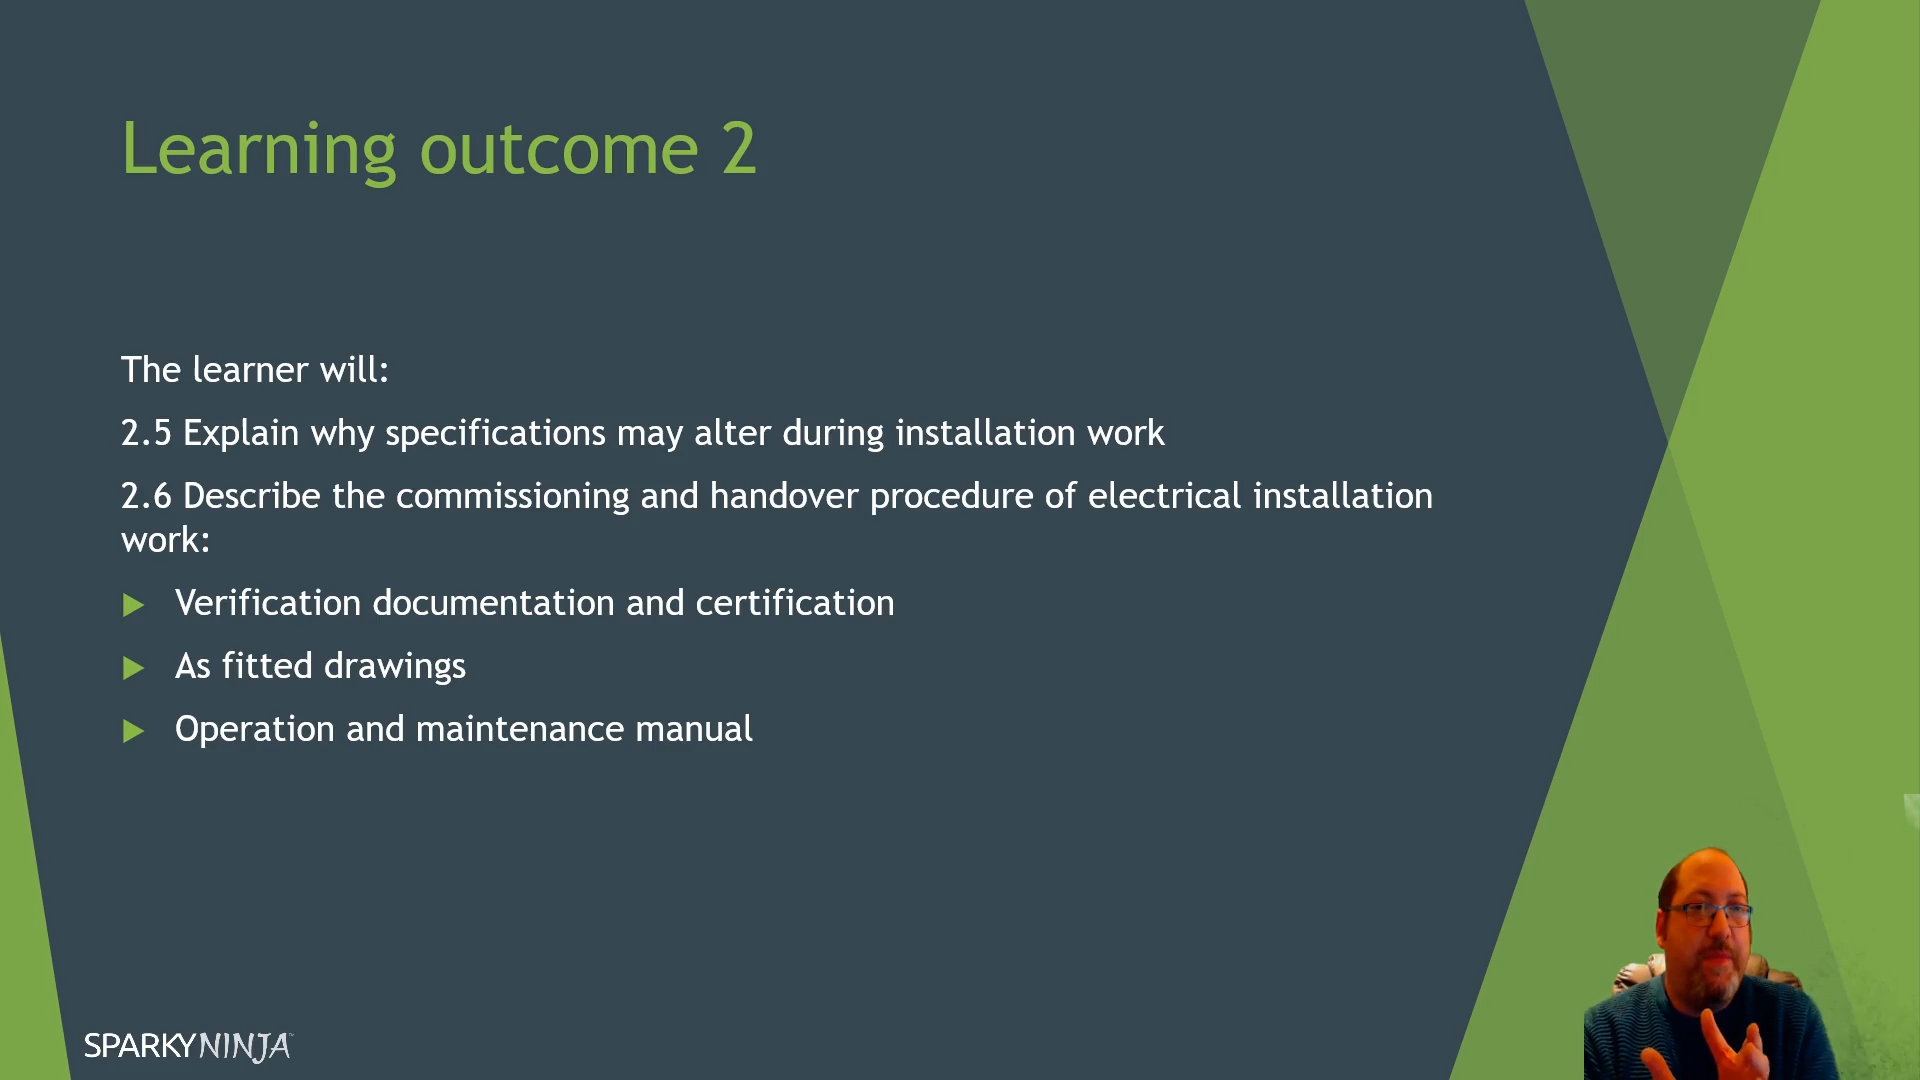 Learning outcome 2
The learner will:
2.5 Explain why specifications may alter during installation work
2.6 Describe the commissioning and handover procedure of electrical installation
work:
Verification documentation and certification
As fitted drawings
Operation and maintenance manual
SPARKYNINJA